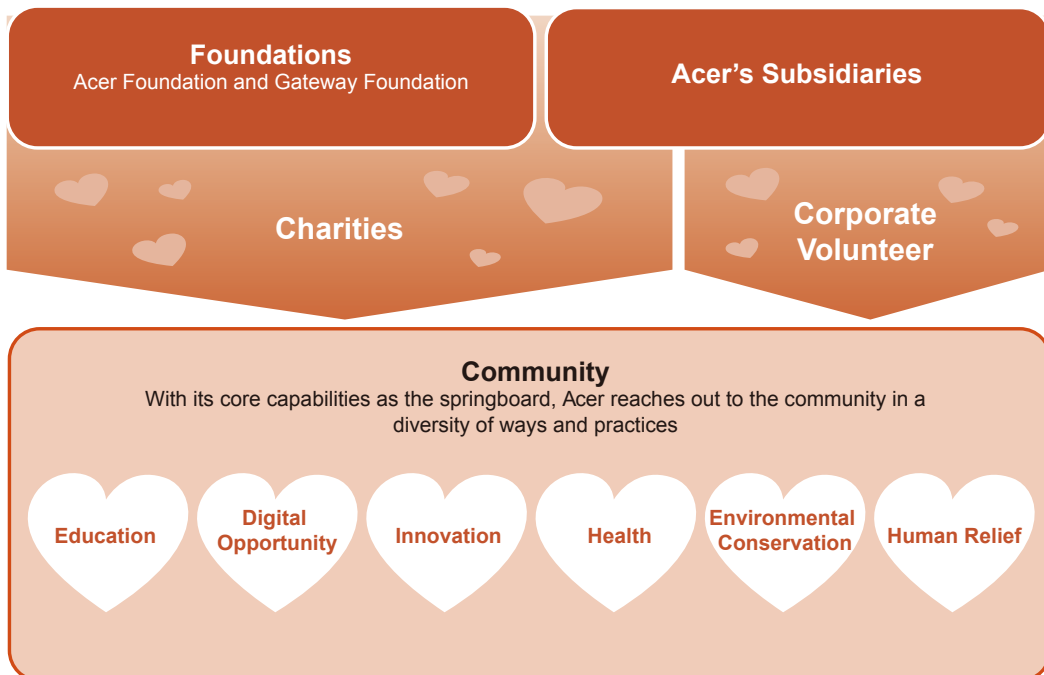 Foundations
Acer Foundation and Gateway Foundation
Acer’s Subsidiaries
Charities
Corporate
Volunteer
Community
With its core capabilities as the springboard, Acer reaches out to the community in a
diversity of ways and practices
Education
Digital
Opportunity
Innovation
Health
Environmental
Conservation
Human Relief